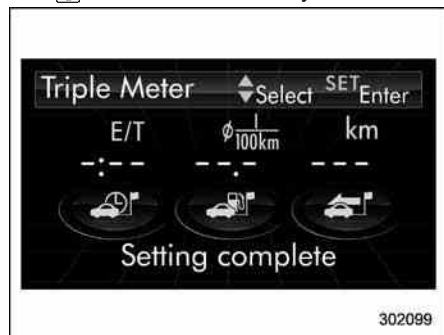 Triple Meter Select SET Enter
E/T ø l/100km km
--:-- --.- ---
Setting complete
302099